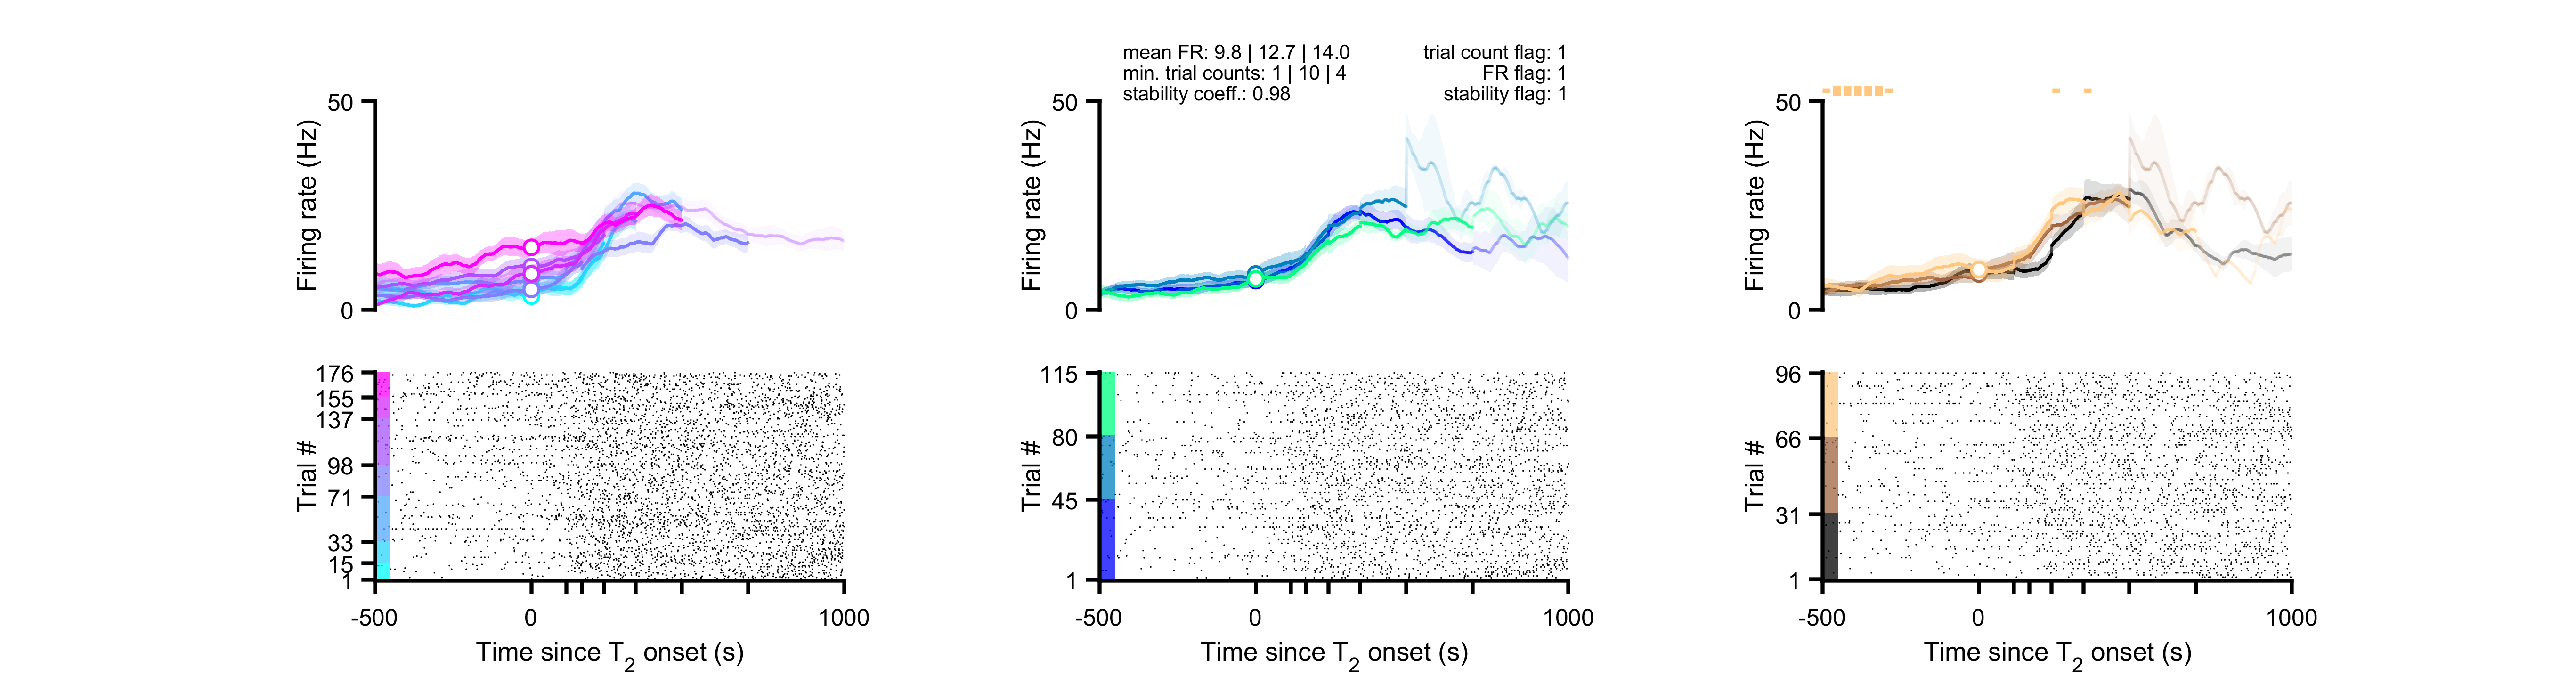 mean FR: 9.8 | 12.7 | 14.0
min. trial counts: 1 | 10 | 4
stability coeff.: 0.98
trial count flag: 1
FR flag: 1
stability flag: 1
50
Firing rate (Hz)
0
176
155
137
98
71
33
15
1
Trial #
-500
0
1000
Time since T2 onset (s)
50
Firing rate (Hz)
0
115
80
45
1
-500
0
1000
Time since T2 onset (s)
50
Firing rate (Hz)
0
96
66
31
1
Trial #
-500
0
1000
Time since T2 onset (s)
Trial #